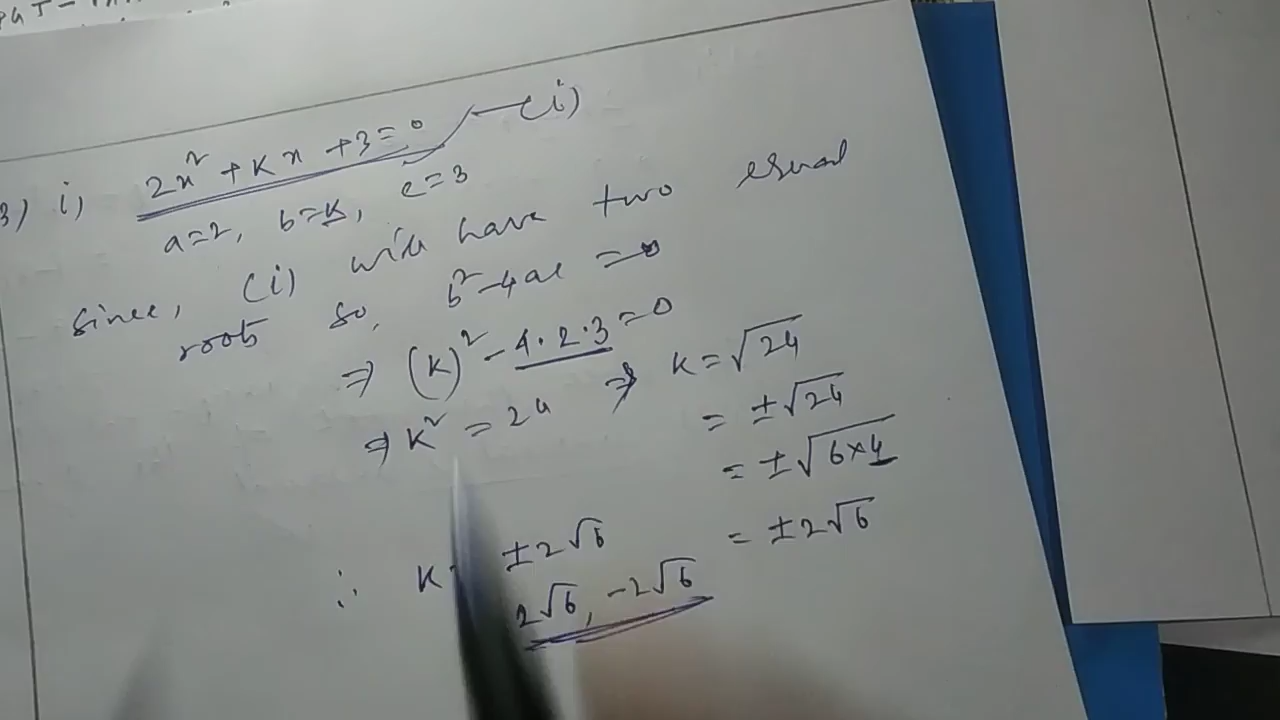 3) i) 2x² + Kx + 3 = 0 — (i)
a=2, b=K, c=3
since, (i) will have two equal
roots so, b²-4ac = 0
⇒ (K)² - 4·2·3 = 0
⇒ K² = 24 ⇒ K = √24
= ±√24
= ±√6×4
= ±2√6
∴ K ±2√6
2√6, -2√6